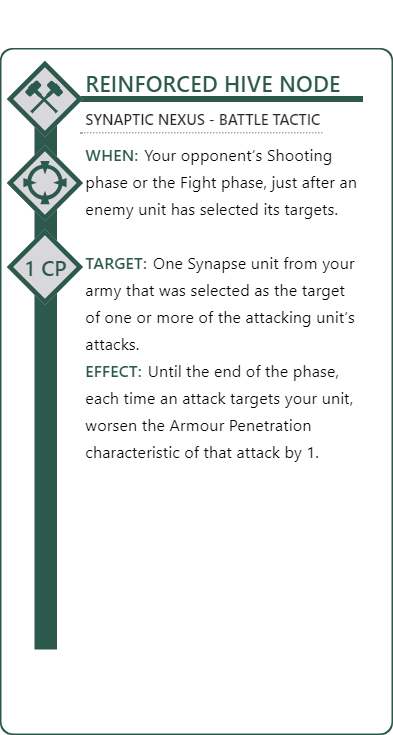 REINFORCED HIVE NODE
SYNAPTIC NEXUS - BATTLE TACTIC
WHEN: Your opponent’s Shooting
phase or the Fight phase, just after an
enemy unit has selected its targets.
1 CP
TARGET: One Synapse unit from your
army that was selected as the target
of one or more of the attacking unit’s
attacks.
EFFECT: Until the end of the phase,
each time an attack targets your unit,
worsen the Armour Penetration
characteristic of that attack by 1.